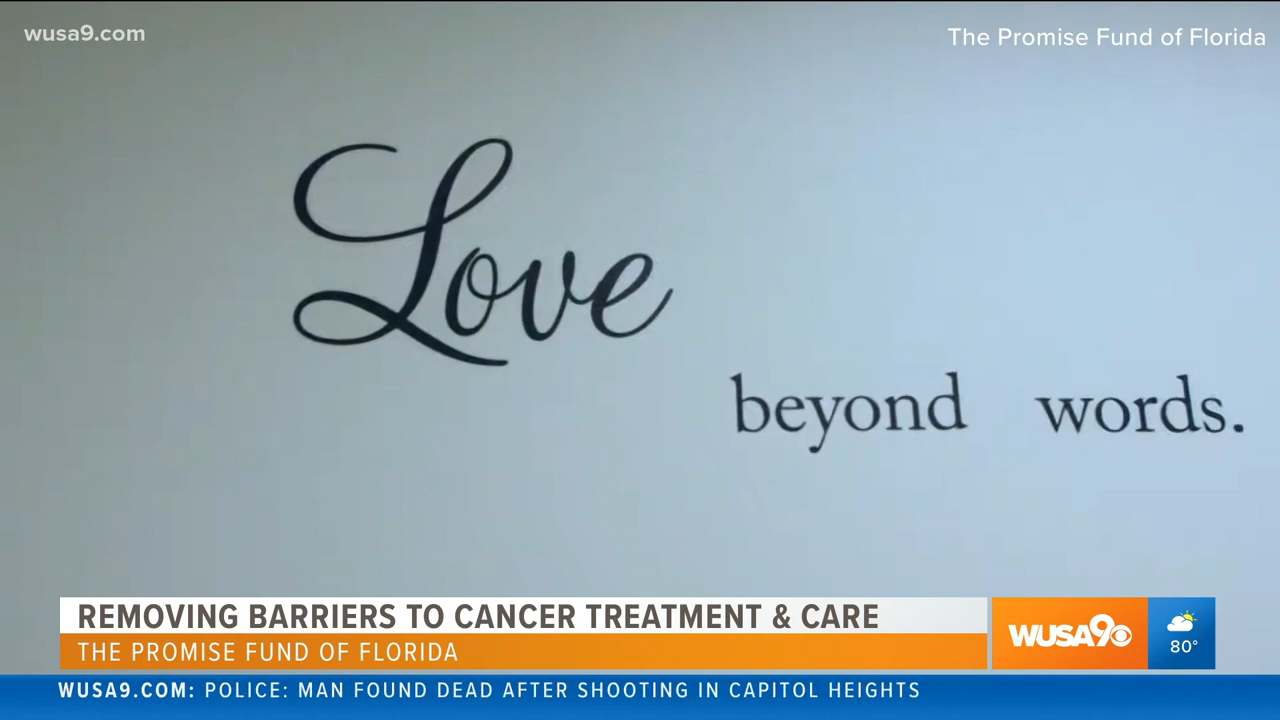 wusa9.com
The Promise Fund of Florida
Love
beyond words.
REMOVING BARRIERS TO CANCER TREATMENT & CARE
THE PROMISE FUND OF FLORIDA
WUSA9
80°
WUSA9.COM: POLICE: MAN FOUND DEAD AFTER SHOOTING IN CAPITOL HEIGHTS